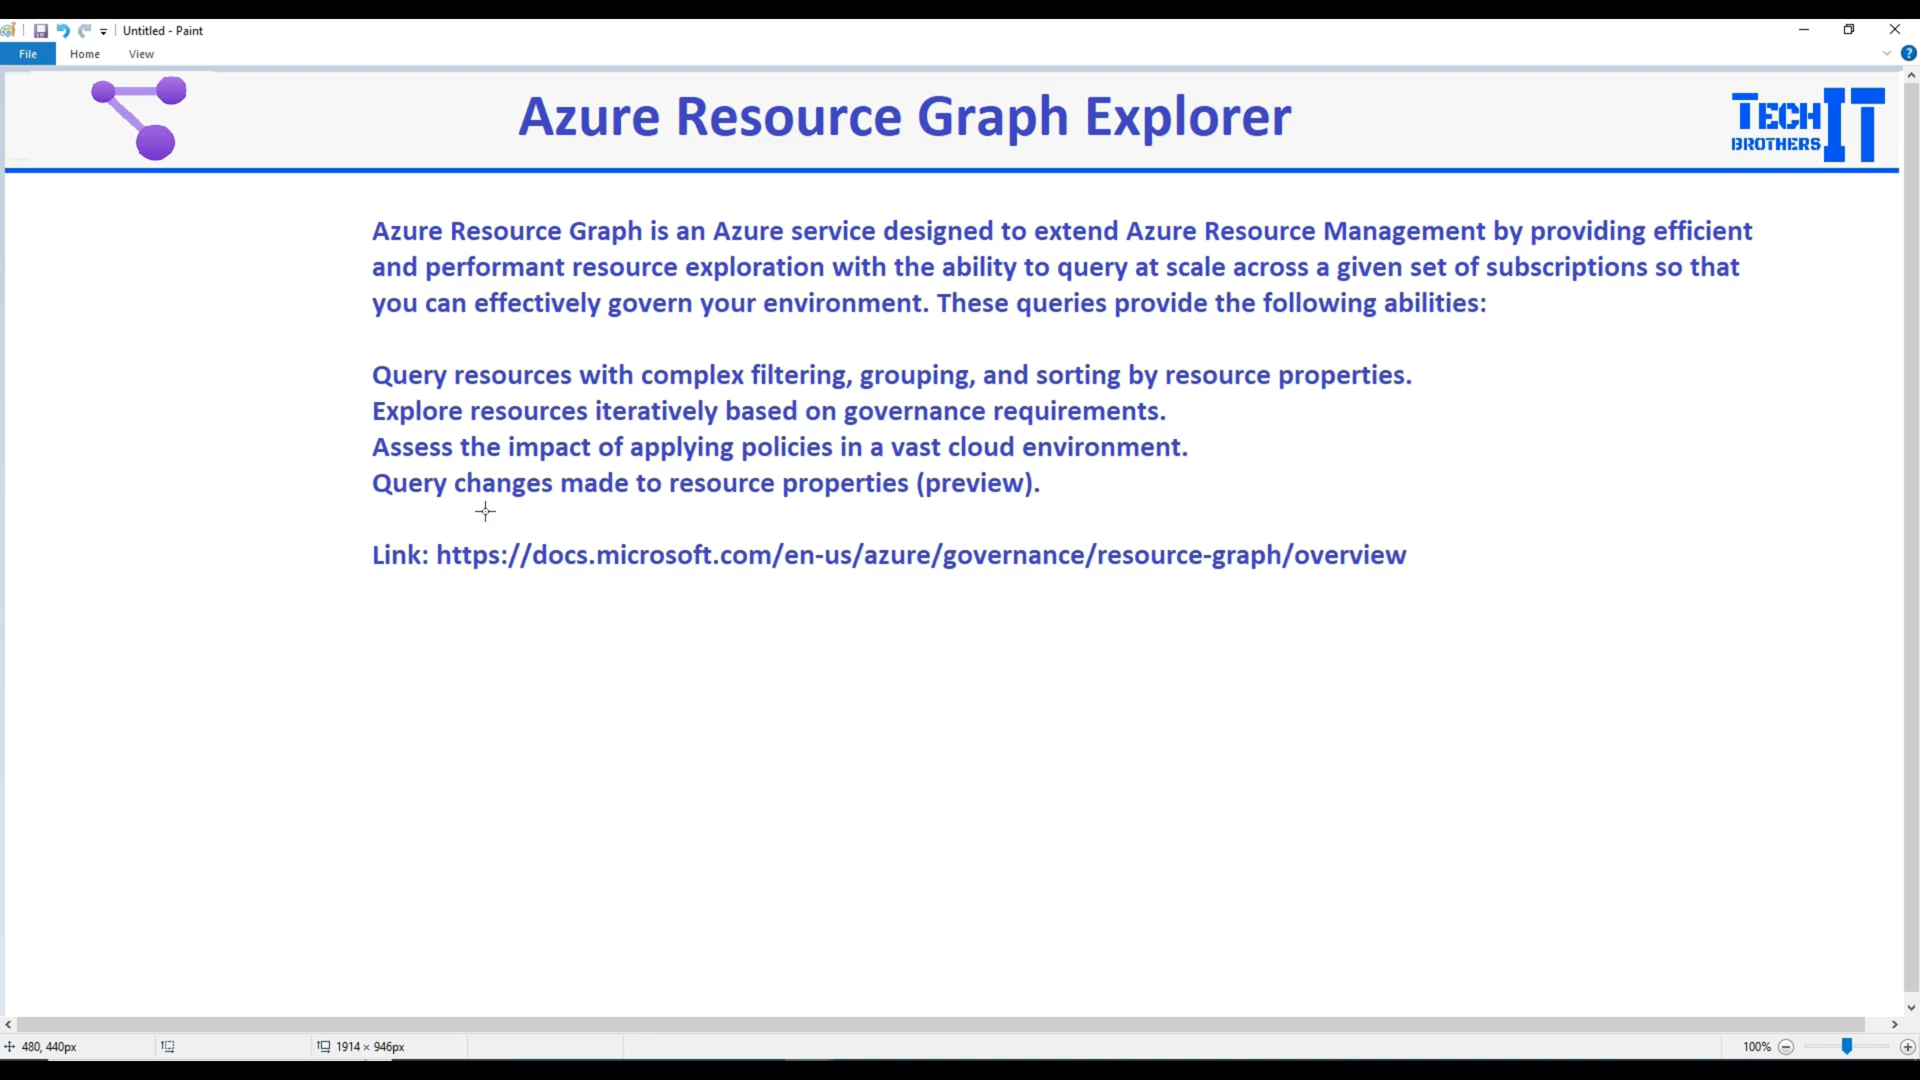 Untitled - Paint
File Home View
Azure Resource Graph Explorer
TECH IT
BROTHERS
Azure Resource Graph is an Azure service designed to extend Azure Resource Management by providing efficient
and performant resource exploration with the ability to query at scale across a given set of subscriptions so that
you can effectively govern your environment. These queries provide the following abilities:
Query resources with complex filtering, grouping, and sorting by resource properties.
Explore resources iteratively based on governance requirements.
Assess the impact of applying policies in a vast cloud environment.
Query changes made to resource properties (preview).
Link: https://docs.microsoft.com/en-us/azure/governance/resource-graph/overview
480, 440px 1914 × 946px 100%